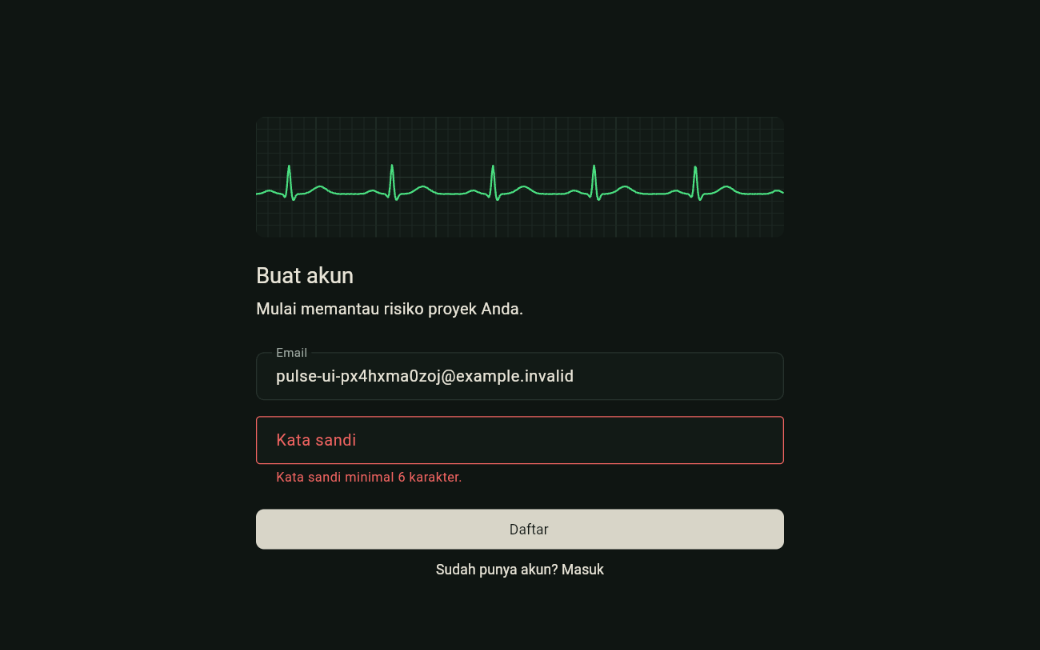 Buat akun
Mulai memantau risiko proyek Anda.
Email
pulse-ui-px4hxma0zoj@example.invalid
Kata sandi
Kata sandi minimal 6 karakter.
Daftar
Sudah punya akun? Masuk